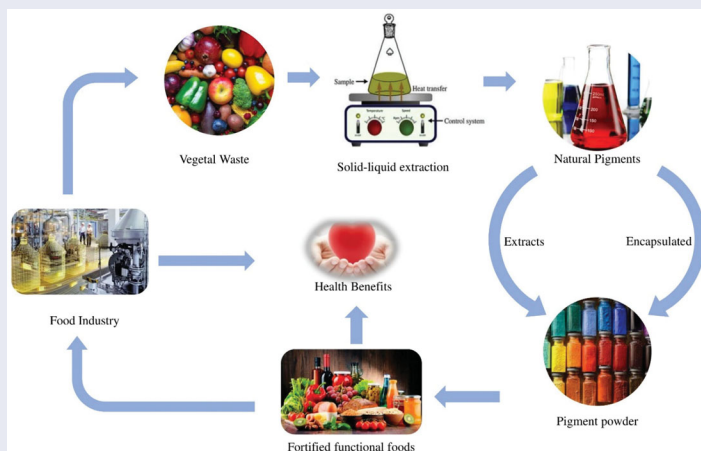 Sample
Heat transfer
Control system
Vegetal Waste
Solid-liquid extraction
Natural Pigments
Extracts
Encapsulated
Health Benefits
Food Industry
Pigment powder
Fortified functional foods